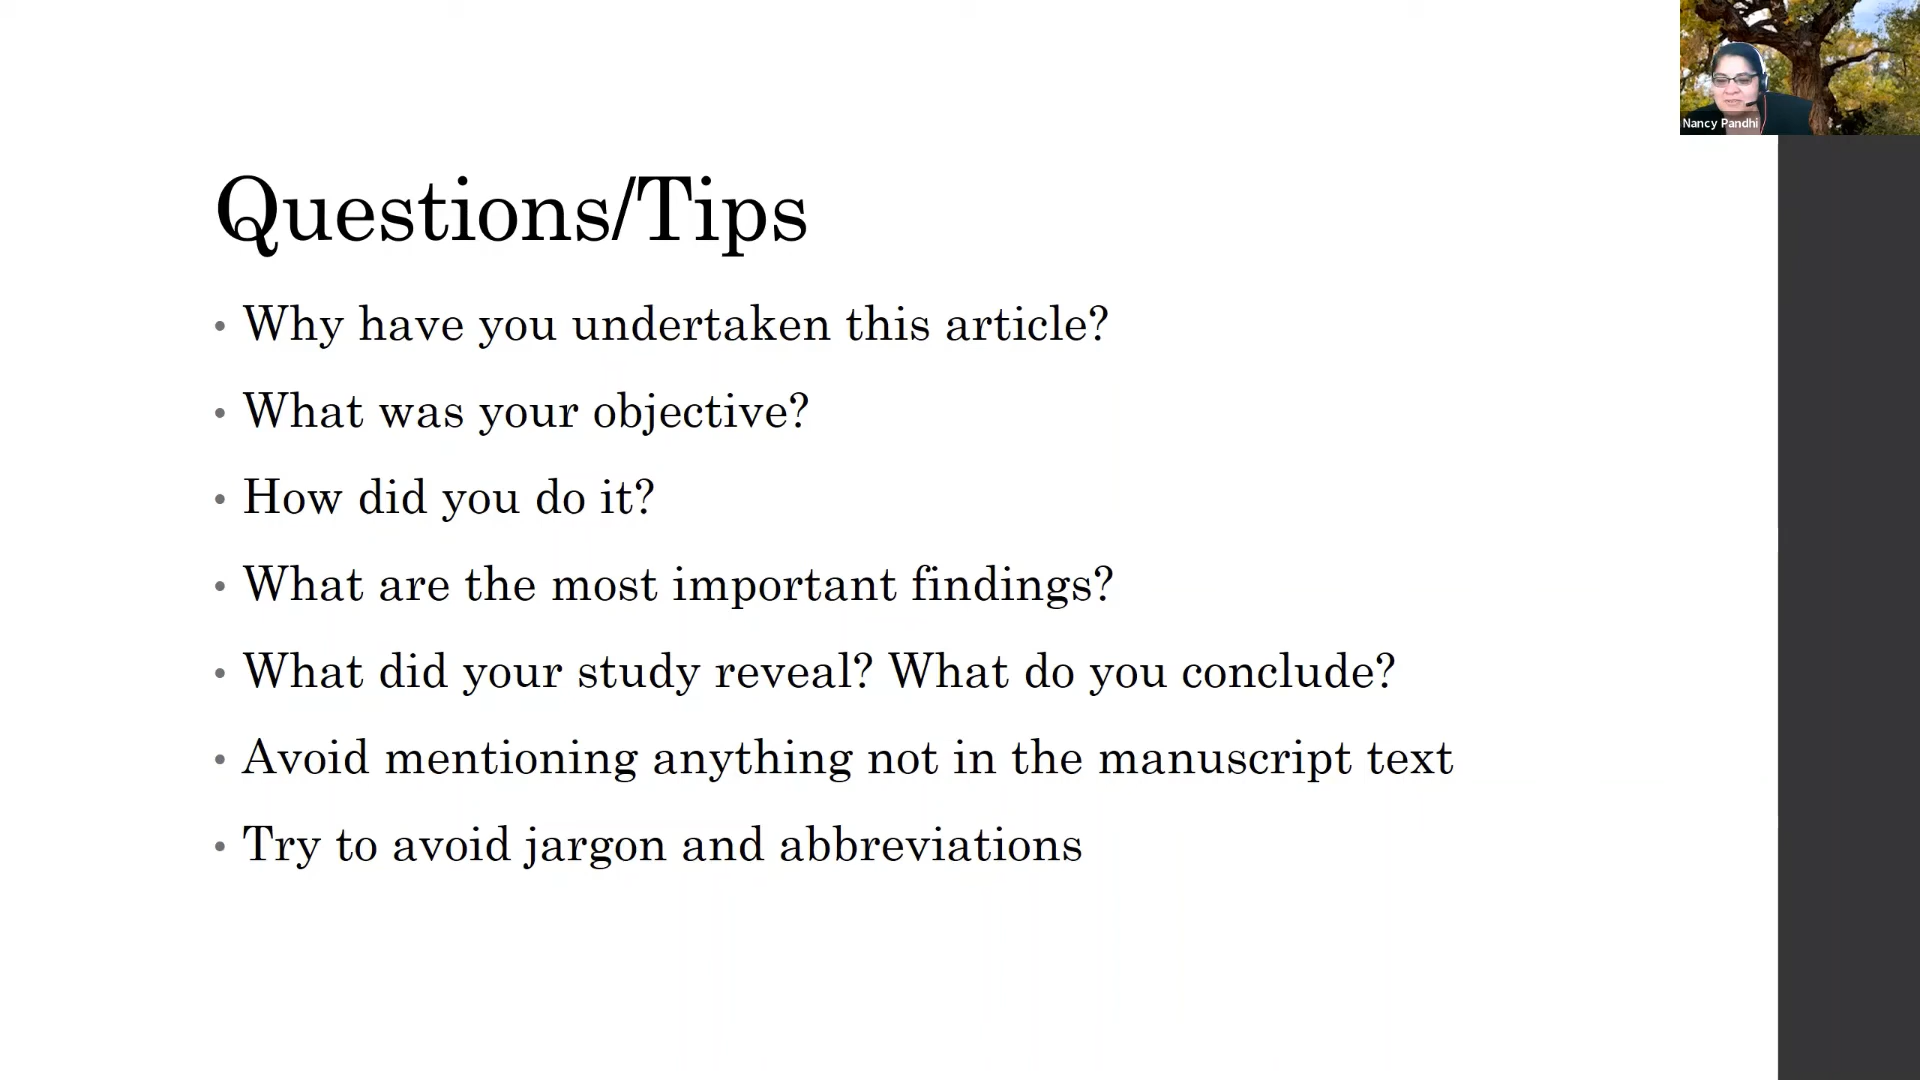 Nancy Pandhi
Questions/Tips
• Why have you undertaken this article?
• What was your objective?
• How did you do it?
• What are the most important findings?
• What did your study reveal? What do you conclude?
• Avoid mentioning anything not in the manuscript text
• Try to avoid jargon and abbreviations